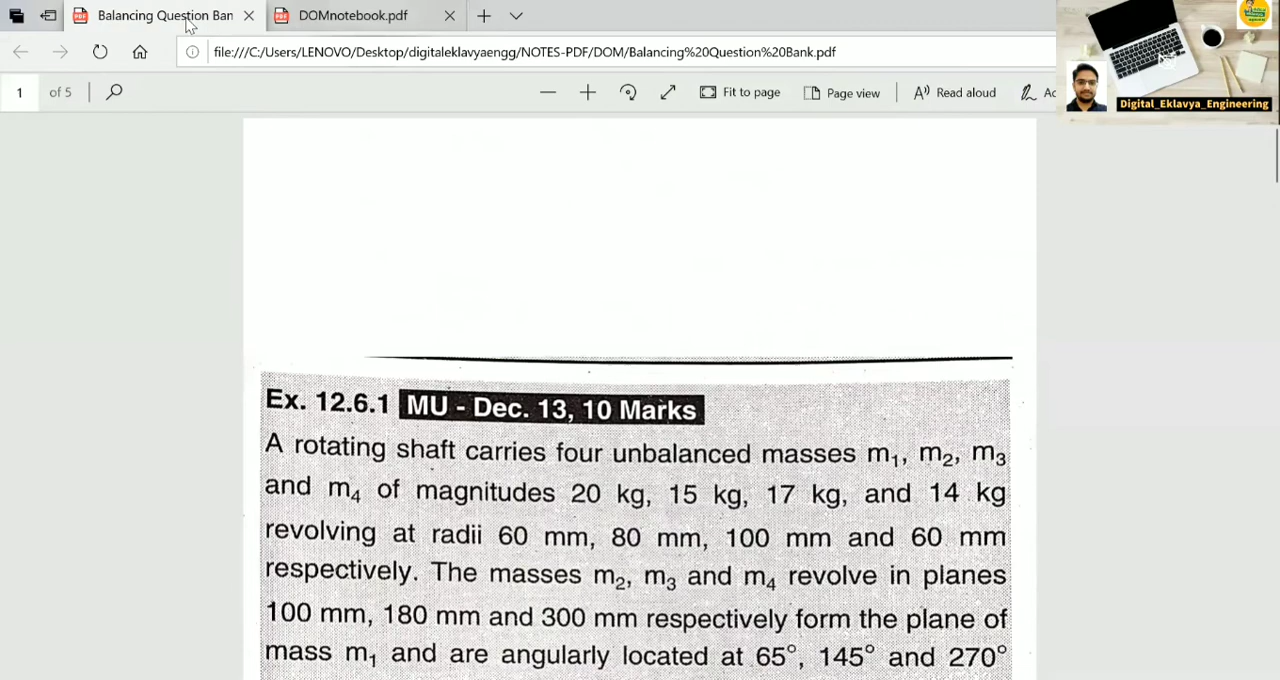 Balancing Question Ban
DOMnotebook.pdf
file:///C:/Users/LENOVO/Desktop/digitaleklavyaengg/NOTES-PDF/DOM/Balancing%20Question%20Bank.pdf
1 of 5
Fit to page
Page view
Read aloud
Ac
Digital_Eklavya_Engineering
Ex. 12.6.1 MU - Dec. 13, 10 Marks
A rotating shaft carries four unbalanced masses m₁, m₂, m₃
and m₄ of magnitudes 20 kg, 15 kg, 17 kg, and 14 kg
revolving at radii 60 mm, 80 mm, 100 mm and 60 mm
respectively. The masses m₂, m₃ and m₄ revolve in planes
100 mm, 180 mm and 300 mm respectively form the plane of
mass m₁ and are angularly located at 65°, 145° and 270°